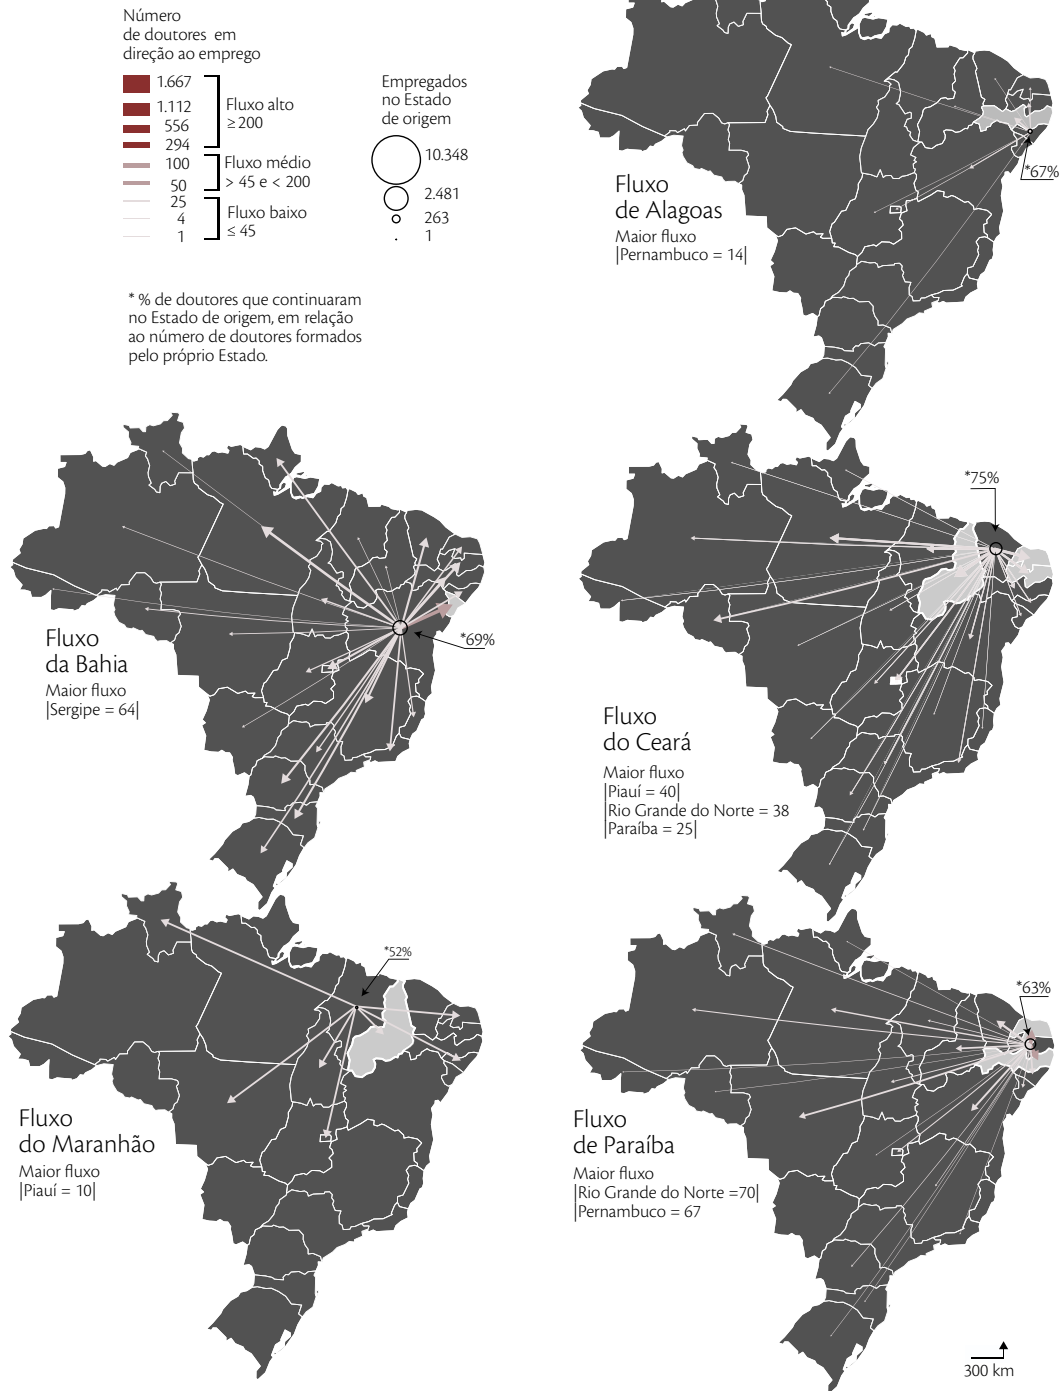 Número
de doutores em
direção ao emprego
1.667
1.112
556
294
100
50
25
4
1
Fluxo alto
≥200
Fluxo médio
> 45 e < 200
Fluxo baixo
≤ 45
Empregados
no Estado
de origem
10.348
2.481
263
1
* % de doutores que continuaram
no Estado de origem, em relação
ao número de doutores formados
pelo próprio Estado.
*67%
Fluxo
de Alagoas
Maior fluxo
|Pernambuco = 14|
*69%
Fluxo
da Bahia
Maior fluxo
|Sergipe = 64|
*75%
Fluxo
do Ceará
Maior fluxo
|Piauí = 40|
|Rio Grande do Norte = 38
|Paraíba = 25|
*52%
Fluxo
do Maranhão
Maior fluxo
|Piauí = 10|
*63%
Fluxo
de Paraíba
Maior fluxo
|Rio Grande do Norte =70|
|Pernambuco = 67
300 km